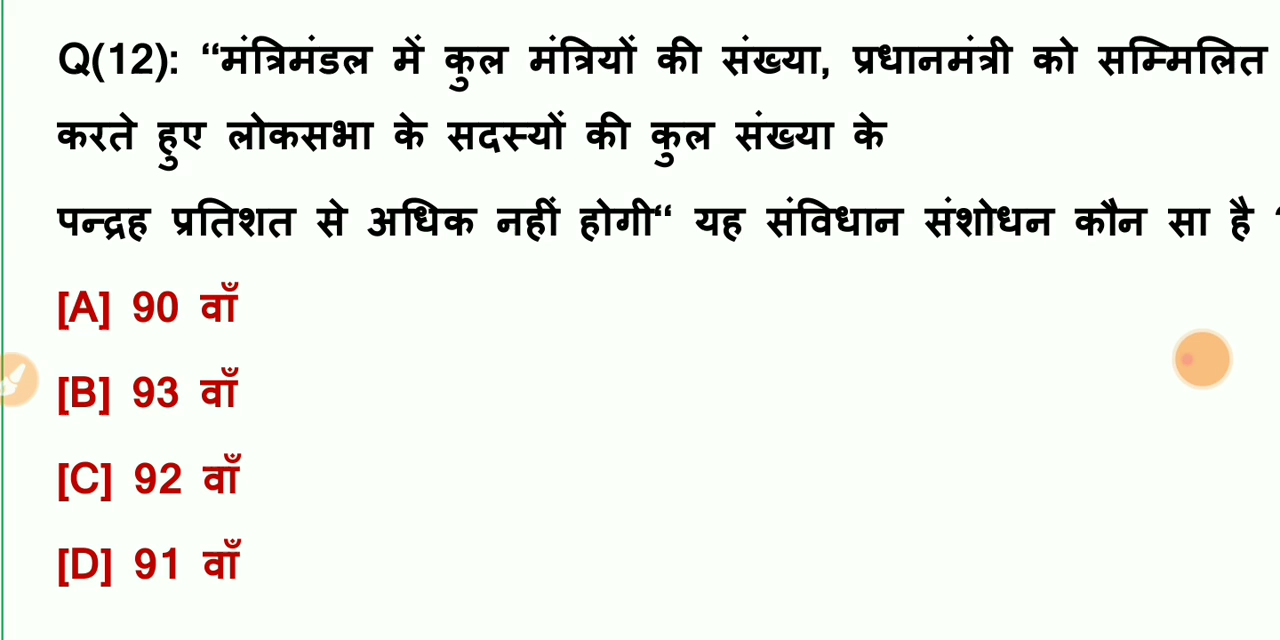 Q(12): “मंत्रिमंडल में कुल मंत्रियों की संख्या, प्रधानमंत्री को सम्मिलित
करते हुए लोकसभा के सदस्यों की कुल संख्या के
पन्द्रह प्रतिशत से अधिक नहीं होगी“ यह संविधान संशोधन कौन सा है
[A] 90 वाँ
[B] 93 वाँ
[C] 92 वाँ
[D] 91 वाँ